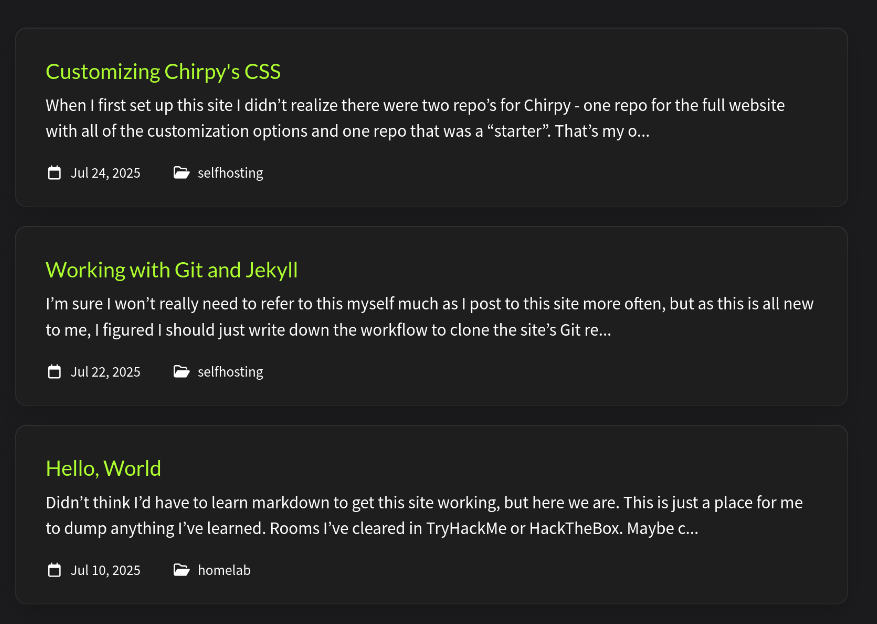 Customizing Chirpy's CSS
When I first set up this site I didn’t realize there were two repo’s for Chirpy - one repo for the full website
with all of the customization options and one repo that was a “starter”. That’s my o...
Jul 24, 2025 selfhosting
Working with Git and Jekyll
I’m sure I won’t really need to refer to this myself much as I post to this site more often, but as this is all new
to me, I figured I should just write down the workflow to clone the site’s Git re...
Jul 22, 2025 selfhosting
Hello, World
Didn’t think I’d have to learn markdown to get this site working, but here we are. This is just a place for me
to dump anything I’ve learned. Rooms I’ve cleared in TryHackMe or HackTheBox. Maybe c...
Jul 10, 2025 homelab